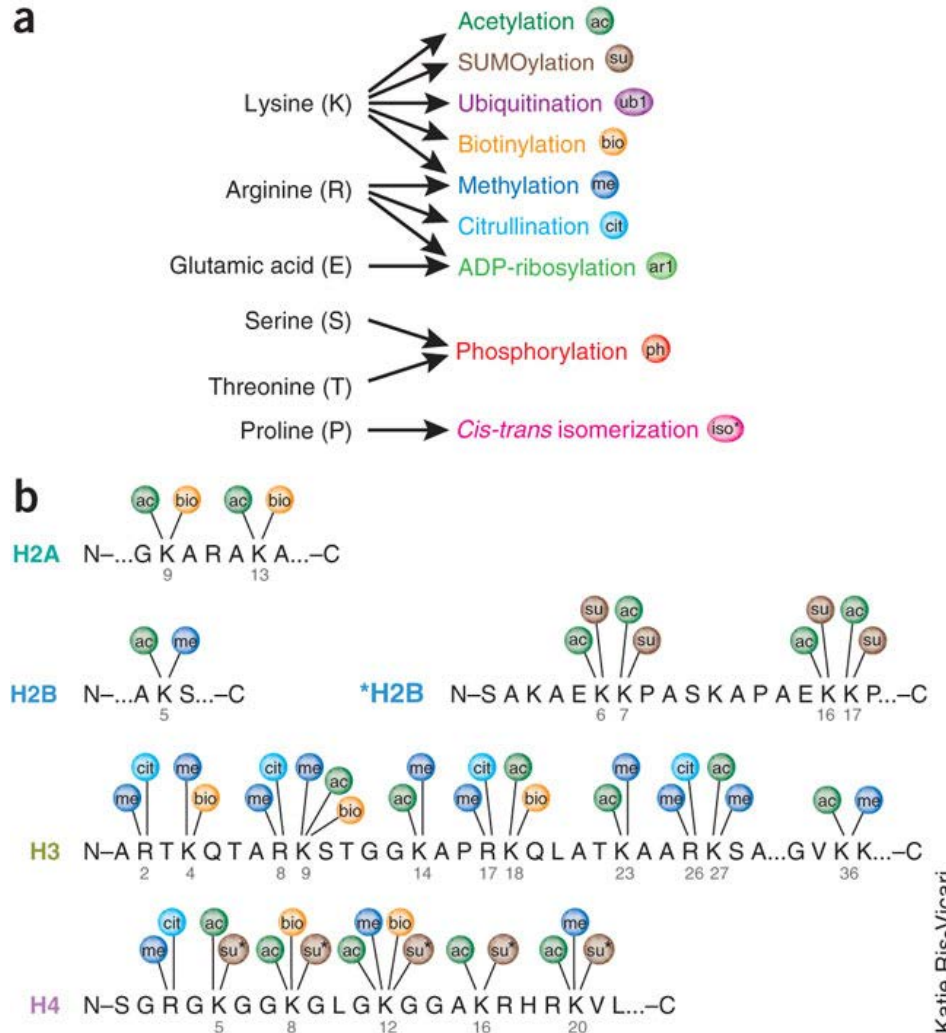 a
Acetylation ac
SUMOylation su
Lysine (K)
Ubiquitination ub1
Biotinylation bio
Arginine (R)
Methylation me
Citrullination cit
Glutamic acid (E)
ADP-ribosylation ar1
Serine (S)
Phosphorylation ph
Threonine (T)
Proline (P)
Cis-trans isomerization iso*
b
ac bio ac bio
H2A N–...G K A R A K A...–C
9 13
ac me
H2B N–...A K S...–C
5
su ac su ac
ac su ac su
*H2B N–S A K A E K K P A S K A P A E K K P...–C
6 7 16 17
cit me cit me ac me cit ac me cit ac
me bio me bio ac me bio ac me me ac me
H3 N–A R T K Q T A R K S T G G K A P R K Q L A T K A A R K S A...G V K K...–C
2 4 8 9 14 17 18 23 26 27 36
cit ac bio me bio me
me su* ac su* ac su* ac su* ac su*
H4 N–S G R G K G G K G L G K G G A K R H R K V L...–C
5 8 12 16 20
Katie Ris-Vicari